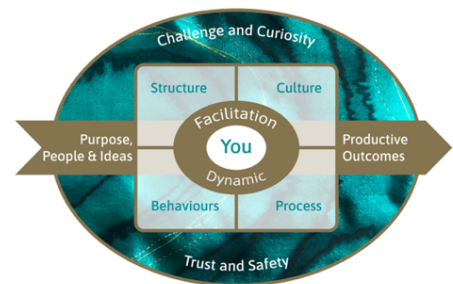 Challenge and Curiosity
Structure
Culture
Facilitation
Purpose,
People & Ideas
You
Productive
Outcomes
Dynamic
Behaviours
Process
Trust and Safety